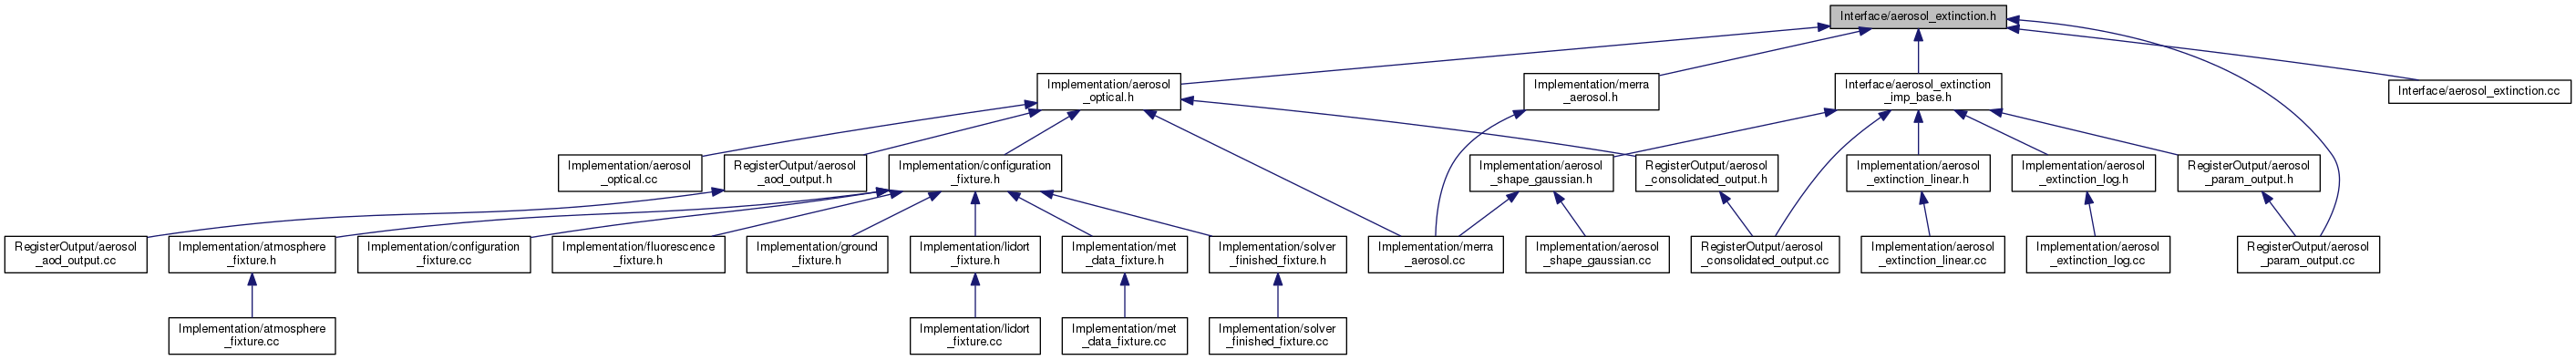 Interface/aerosol_extinction.h
Implementation/aerosol
_optical.h
Implementation/merra
_aerosol.h
Interface/aerosol_extinction
_imp_base.h
Interface/aerosol_extinction.cc
Implementation/aerosol
_optical.cc
RegisterOutput/aerosol
_aod_output.h
Implementation/configuration
_fixture.h
Implementation/aerosol
_shape_gaussian.h
RegisterOutput/aerosol
_consolidated_output.h
Implementation/aerosol
_extinction_linear.h
Implementation/aerosol
_extinction_log.h
RegisterOutput/aerosol
_param_output.h
RegisterOutput/aerosol
_aod_output.cc
Implementation/atmosphere
_fixture.h
Implementation/configuration
_fixture.cc
Implementation/fluorescence
_fixture.h
Implementation/ground
_fixture.h
Implementation/lidort
_fixture.h
Implementation/met
_data_fixture.h
Implementation/solver
_finished_fixture.h
Implementation/merra
_aerosol.cc
Implementation/aerosol
_shape_gaussian.cc
RegisterOutput/aerosol
_consolidated_output.cc
Implementation/aerosol
_extinction_linear.cc
Implementation/aerosol
_extinction_log.cc
RegisterOutput/aerosol
_param_output.cc
Implementation/atmosphere
_fixture.cc
Implementation/lidort
_fixture.cc
Implementation/met
_data_fixture.cc
Implementation/solver
_finished_fixture.cc